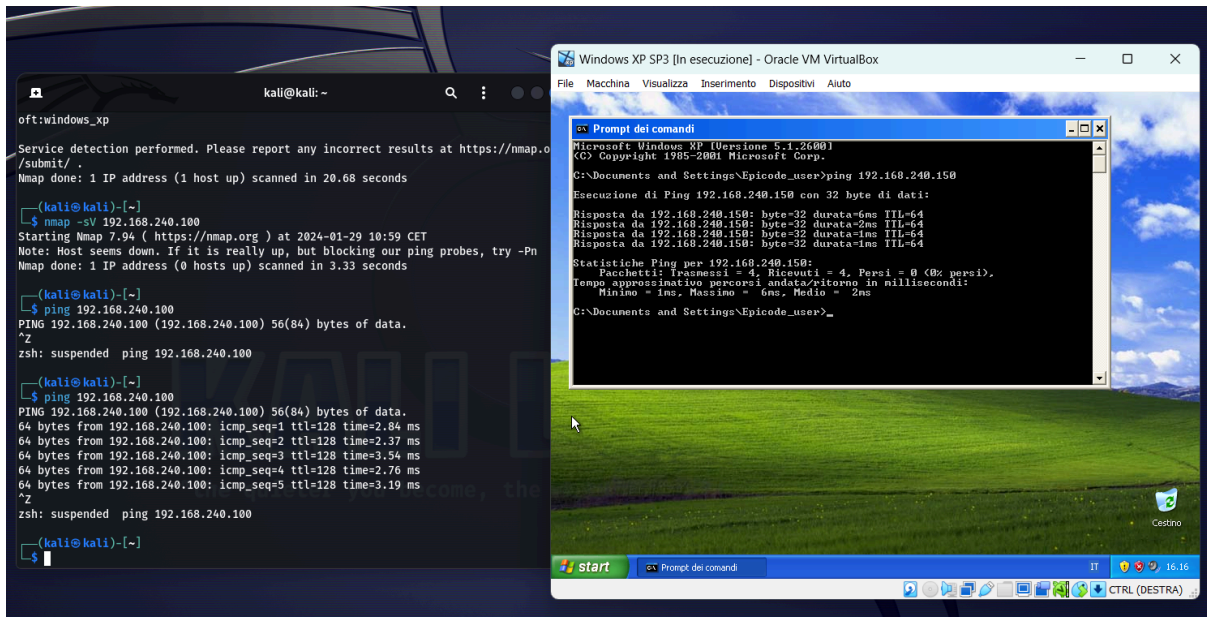 kali@kali: ~
oft:windows_xp
Service detection performed. Please report any incorrect results at https://nmap.o
/submit/ .
Nmap done: 1 IP address (1 host up) scanned in 20.68 seconds
(kali㉿kali)-[~]
$ nmap -sV 192.168.240.100
Starting Nmap 7.94 ( https://nmap.org ) at 2024-01-29 10:59 CET
Note: Host seems down. If it is really up, but blocking our ping probes, try -Pn
Nmap done: 1 IP address (0 hosts up) scanned in 3.33 seconds
(kali㉿kali)-[~]
$ ping 192.168.240.100
PING 192.168.240.100 (192.168.240.100) 56(84) bytes of data.
^Z
zsh: suspended  ping 192.168.240.100
(kali㉿kali)-[~]
$ ping 192.168.240.100
PING 192.168.240.100 (192.168.240.100) 56(84) bytes of data.
64 bytes from 192.168.240.100: icmp_seq=1 ttl=128 time=2.84 ms
64 bytes from 192.168.240.100: icmp_seq=2 ttl=128 time=2.37 ms
64 bytes from 192.168.240.100: icmp_seq=3 ttl=128 time=3.54 ms
64 bytes from 192.168.240.100: icmp_seq=4 ttl=128 time=2.76 ms
64 bytes from 192.168.240.100: icmp_seq=5 ttl=128 time=3.19 ms
^Z
zsh: suspended  ping 192.168.240.100
(kali㉿kali)-[~]
$
Windows XP SP3 [In esecuzione] - Oracle VM VirtualBox
File Macchina Visualizza Inserimento Dispositivi Aiuto
Prompt dei comandi
Microsoft Windows XP [Versione 5.1.2600]
(C) Copyright 1985-2001 Microsoft Corp.
C:\Documents and Settings\Epicode_user>ping 192.168.240.150
Esecuzione di Ping 192.168.240.150 con 32 byte di dati:
Risposta da 192.168.240.150: byte=32 durata=6ms TTL=64
Risposta da 192.168.240.150: byte=32 durata=2ms TTL=64
Risposta da 192.168.240.150: byte=32 durata=1ms TTL=64
Risposta da 192.168.240.150: byte=32 durata=1ms TTL=64
Statistiche Ping per 192.168.240.150:
Pacchetti: Trasmessi = 4, Ricevuti = 4, Persi = 0 (0% persi),
Tempo approssimativo percorsi andata/ritorno in millisecondi:
Minimo = 1ms, Massimo =  6ms, Medio =  2ms
C:\Documents and Settings\Epicode_user>_
Cestino
start
Prompt dei comandi
IT
16.16
CTRL (DESTRA)